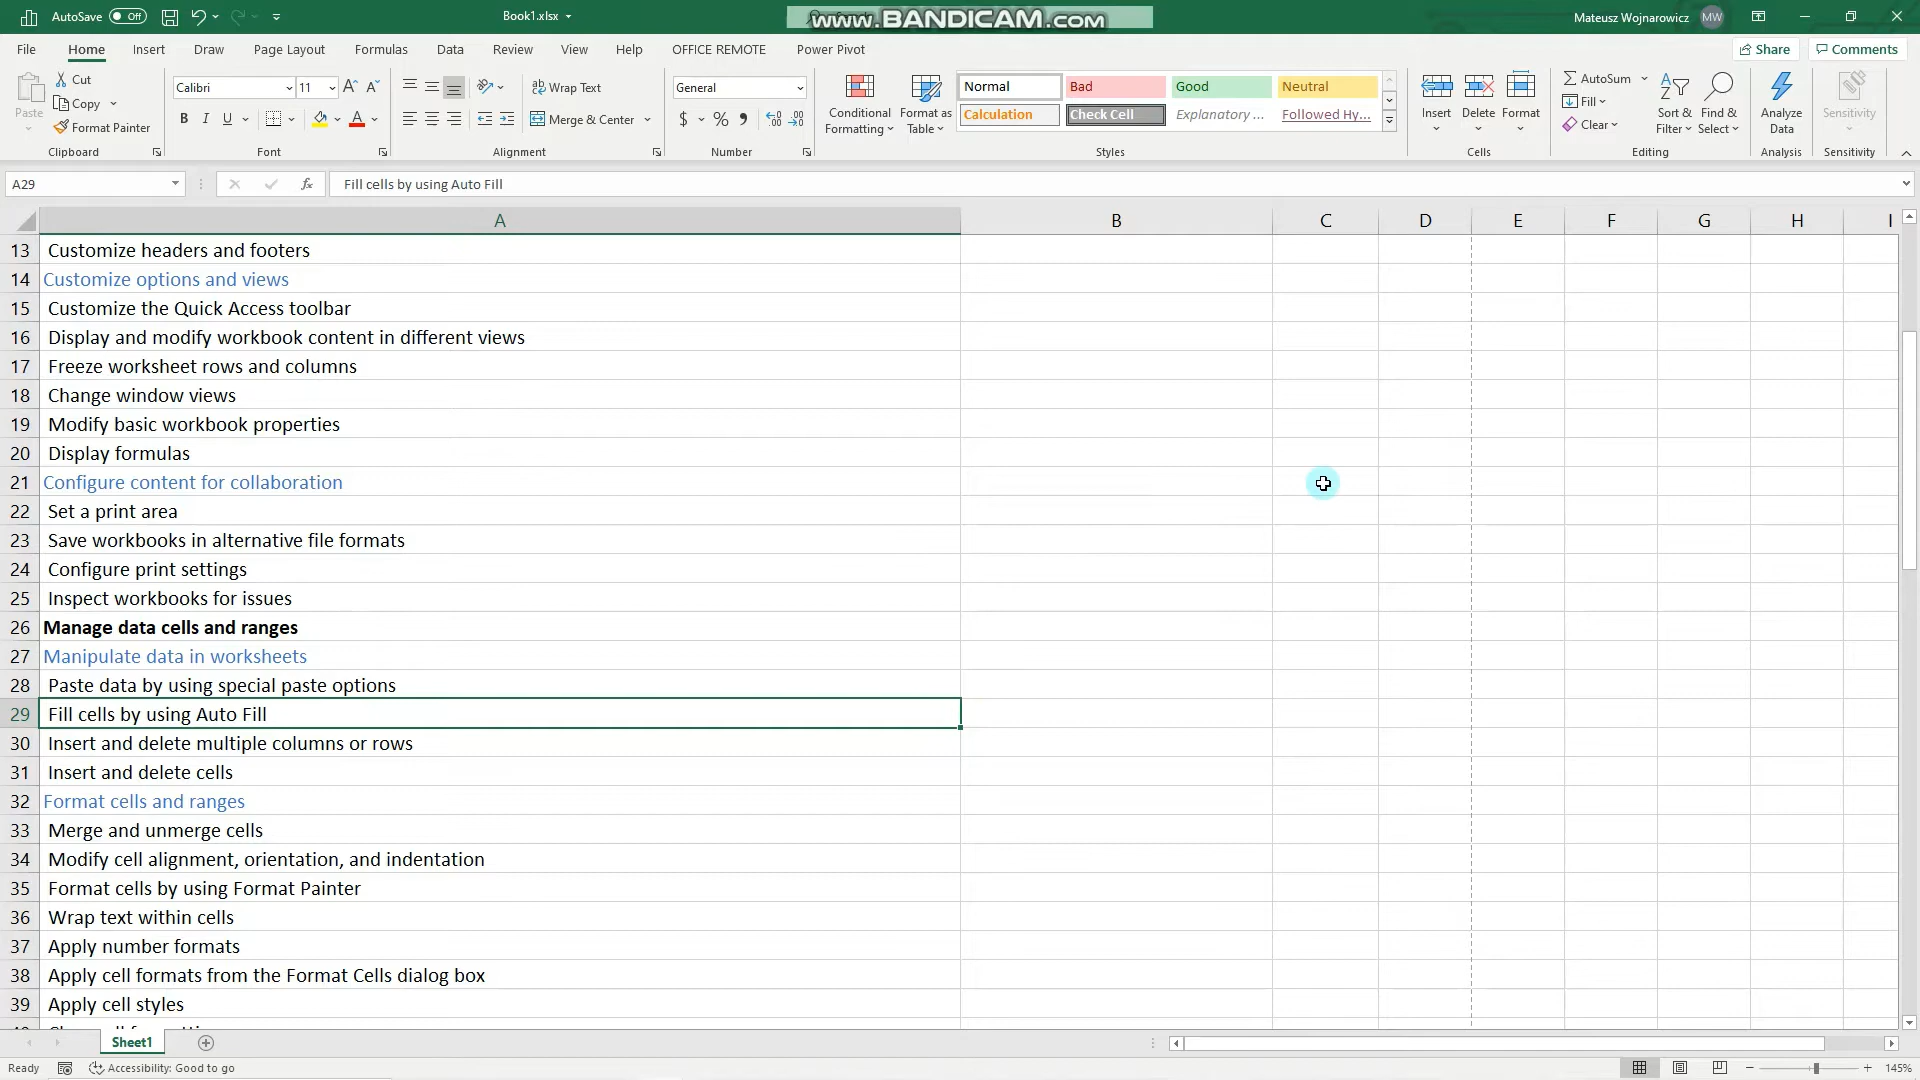 AutoSave Off
Book1.xlsx
www.BANDICAM.com
Mateusz Wojnarowicz MW
File Home Insert Draw Page Layout Formulas Data Review View Help OFFICE REMOTE Power Pivot
Share Comments
Paste
Cut
Copy
Format Painter
Clipboard
Calibri 11
B I U
Font
Wrap Text
Merge & Center
Alignment
General
$ % ,
Number
Conditional Formatting
Format as Table
Normal Bad Good Neutral
Calculation Check Cell Explanatory ... Followed Hy...
Styles
Insert Delete Format
Cells
AutoSum
Fill
Clear
Sort & Filter
Find & Select
Editing
Analyze Data
Analysis
Sensitivity
Sensitivity
A29 fx Fill cells by using Auto Fill
A B C D E F G H I
13 Customize headers and footers
14 Customize options and views
15 Customize the Quick Access toolbar
16 Display and modify workbook content in different views
17 Freeze worksheet rows and columns
18 Change window views
19 Modify basic workbook properties
20 Display formulas
21 Configure content for collaboration
22 Set a print area
23 Save workbooks in alternative file formats
24 Configure print settings
25 Inspect workbooks for issues
26 Manage data cells and ranges
27 Manipulate data in worksheets
28 Paste data by using special paste options
29 Fill cells by using Auto Fill
30 Insert and delete multiple columns or rows
31 Insert and delete cells
32 Format cells and ranges
33 Merge and unmerge cells
34 Modify cell alignment, orientation, and indentation
35 Format cells by using Format Painter
36 Wrap text within cells
37 Apply number formats
38 Apply cell formats from the Format Cells dialog box
39 Apply cell styles
Sheet1
Ready Accessibility: Good to go 145%